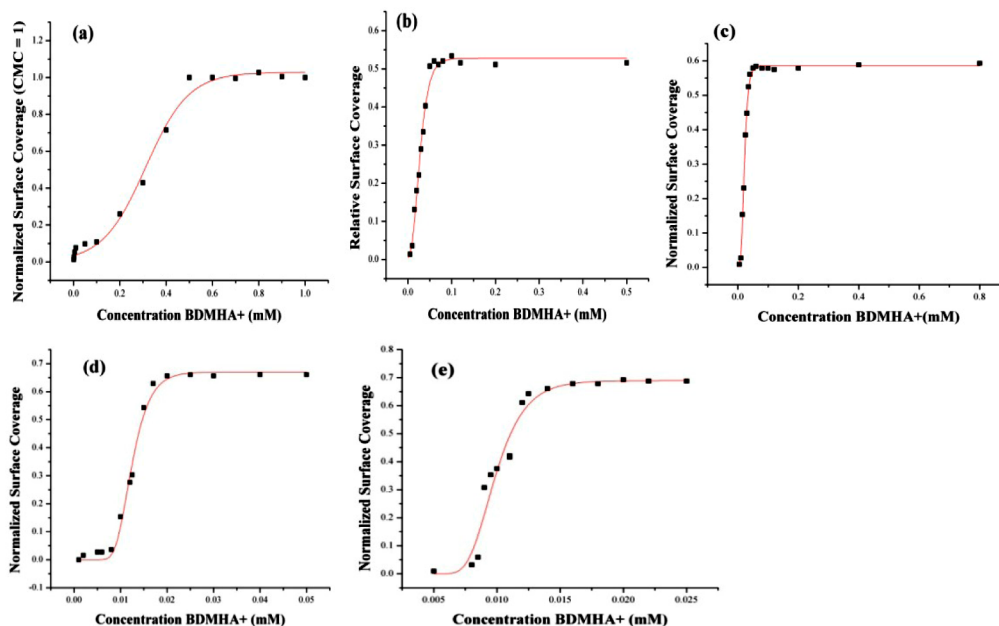 (a)
Normalized Surface Coverage (CMC = 1)
1.2
1.0
0.8
0.6
0.4
0.2
0.0
0.0 0.2 0.4 0.6 0.8 1.0
Concentration BDMHA+ (mM)
(b)
Relative Surface Coverage
0.6
0.5
0.4
0.3
0.2
0.1
0.0
0.0 0.1 0.2 0.3 0.4 0.5
Concentration BDMHA+ (mM)
(c)
Normalized Surface Coverage
0.7
0.6
0.5
0.4
0.3
0.2
0.1
0.0
0.0 0.2 0.4 0.6 0.8
Concentration BDMHA+(mM)
(d)
Normalized Surface Coverage
0.7
0.6
0.5
0.4
0.3
0.2
0.1
0.0
-0.1
0.00 0.01 0.02 0.03 0.04 0.05
Concentration BDMHA+ (mM)
(e)
Normalized Surface Coverage
0.7
0.6
0.5
0.4
0.3
0.2
0.1
0.0
0.005 0.010 0.015 0.020 0.025
Concentration BDMHA+ (mM)